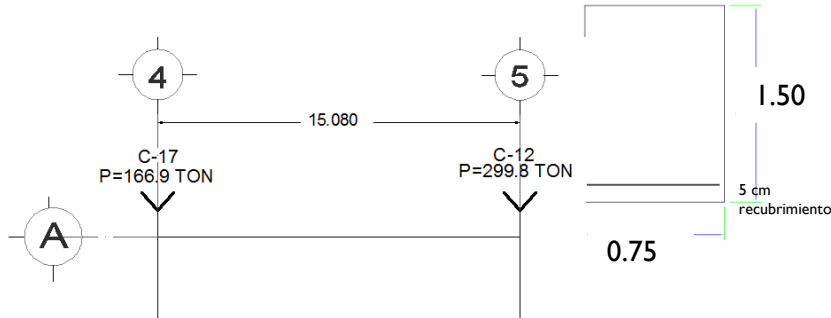 4
5
15.080
C-17
P=166.9 TON
C-12
P=299.8 TON
A
1.50
5 cm
recubrimiento
0.75